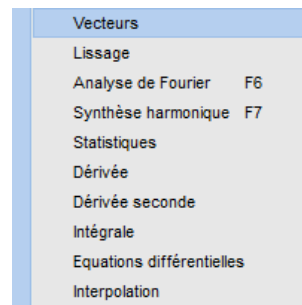 Vecteurs
Lissage
Analyse de Fourier F6
Synthèse harmonique F7
Statistiques
Dérivée
Dérivée seconde
Intégrale
Equations différentielles
Interpolation